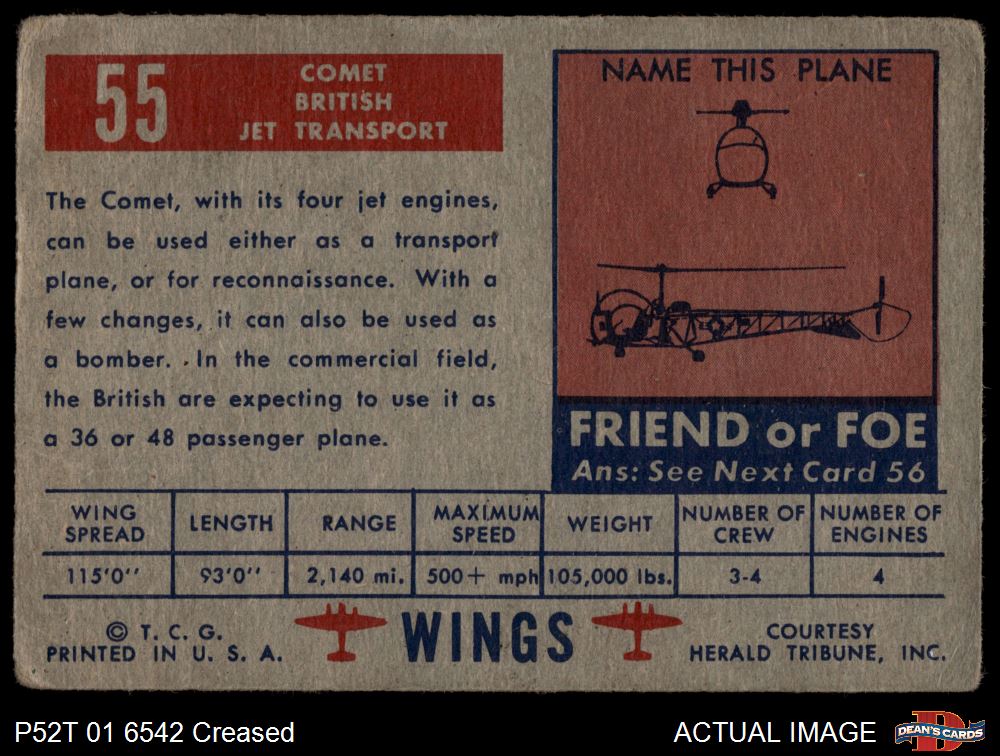 55
COMET
BRITISH
JET TRANSPORT
The Comet, with its four jet engines,
can be used either as a transport
plane, or for reconnaissance. With a
few changes, it can also be used as
a bomber. In the commercial field,
the British are expecting to use it as
a 36 or 48 passenger plane.
NAME THIS PLANE
FRIEND or FOE
Ans: See Next Card 56
WING SPREAD LENGTH RANGE MAXIMUM SPEED WEIGHT NUMBER OF CREW NUMBER OF ENGINES
115'0'' 93'0'' 2,140 mi. 500+ mph 105,000 lbs. 3-4 4
© T. C. G.
PRINTED IN U. S. A.
WINGS
COURTESY
HERALD TRIBUNE, INC.
P52T 01 6542 Creased
ACTUAL IMAGE
D
DEAN'S CARDS